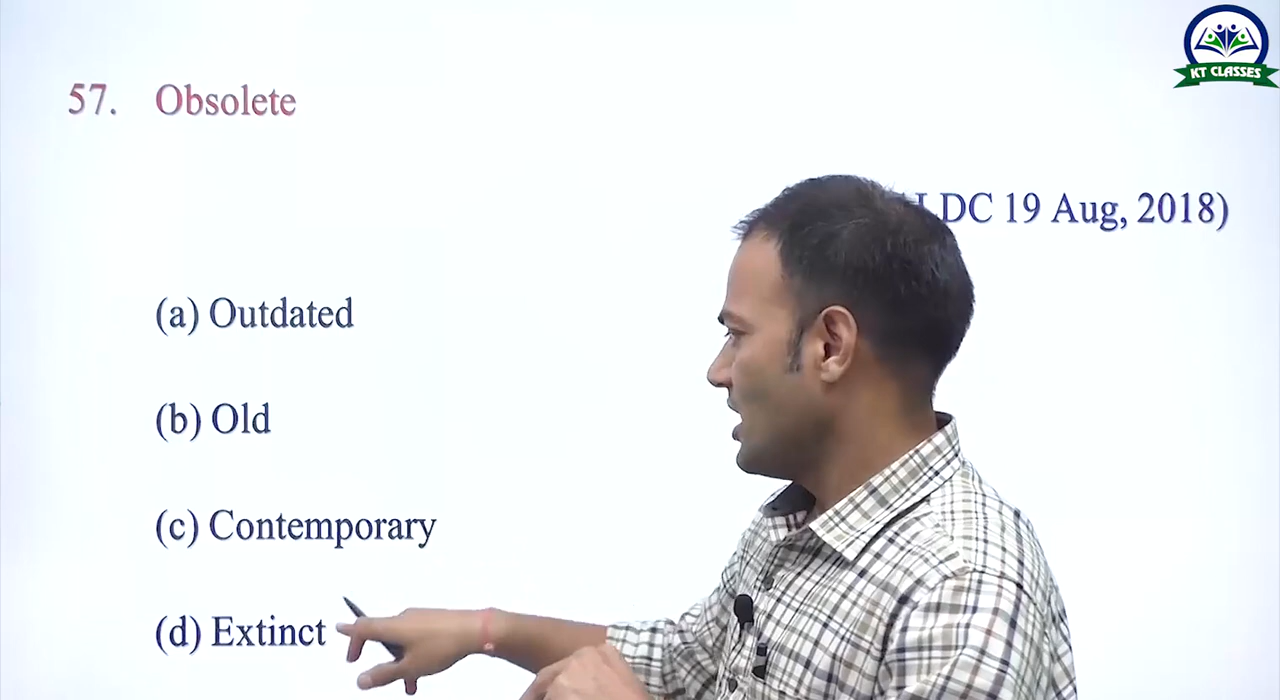 KT CLASSES
57. Obsolete
LDC 19 Aug, 2018)
(a) Outdated
(b) Old
(c) Contemporary
(d) Extinct